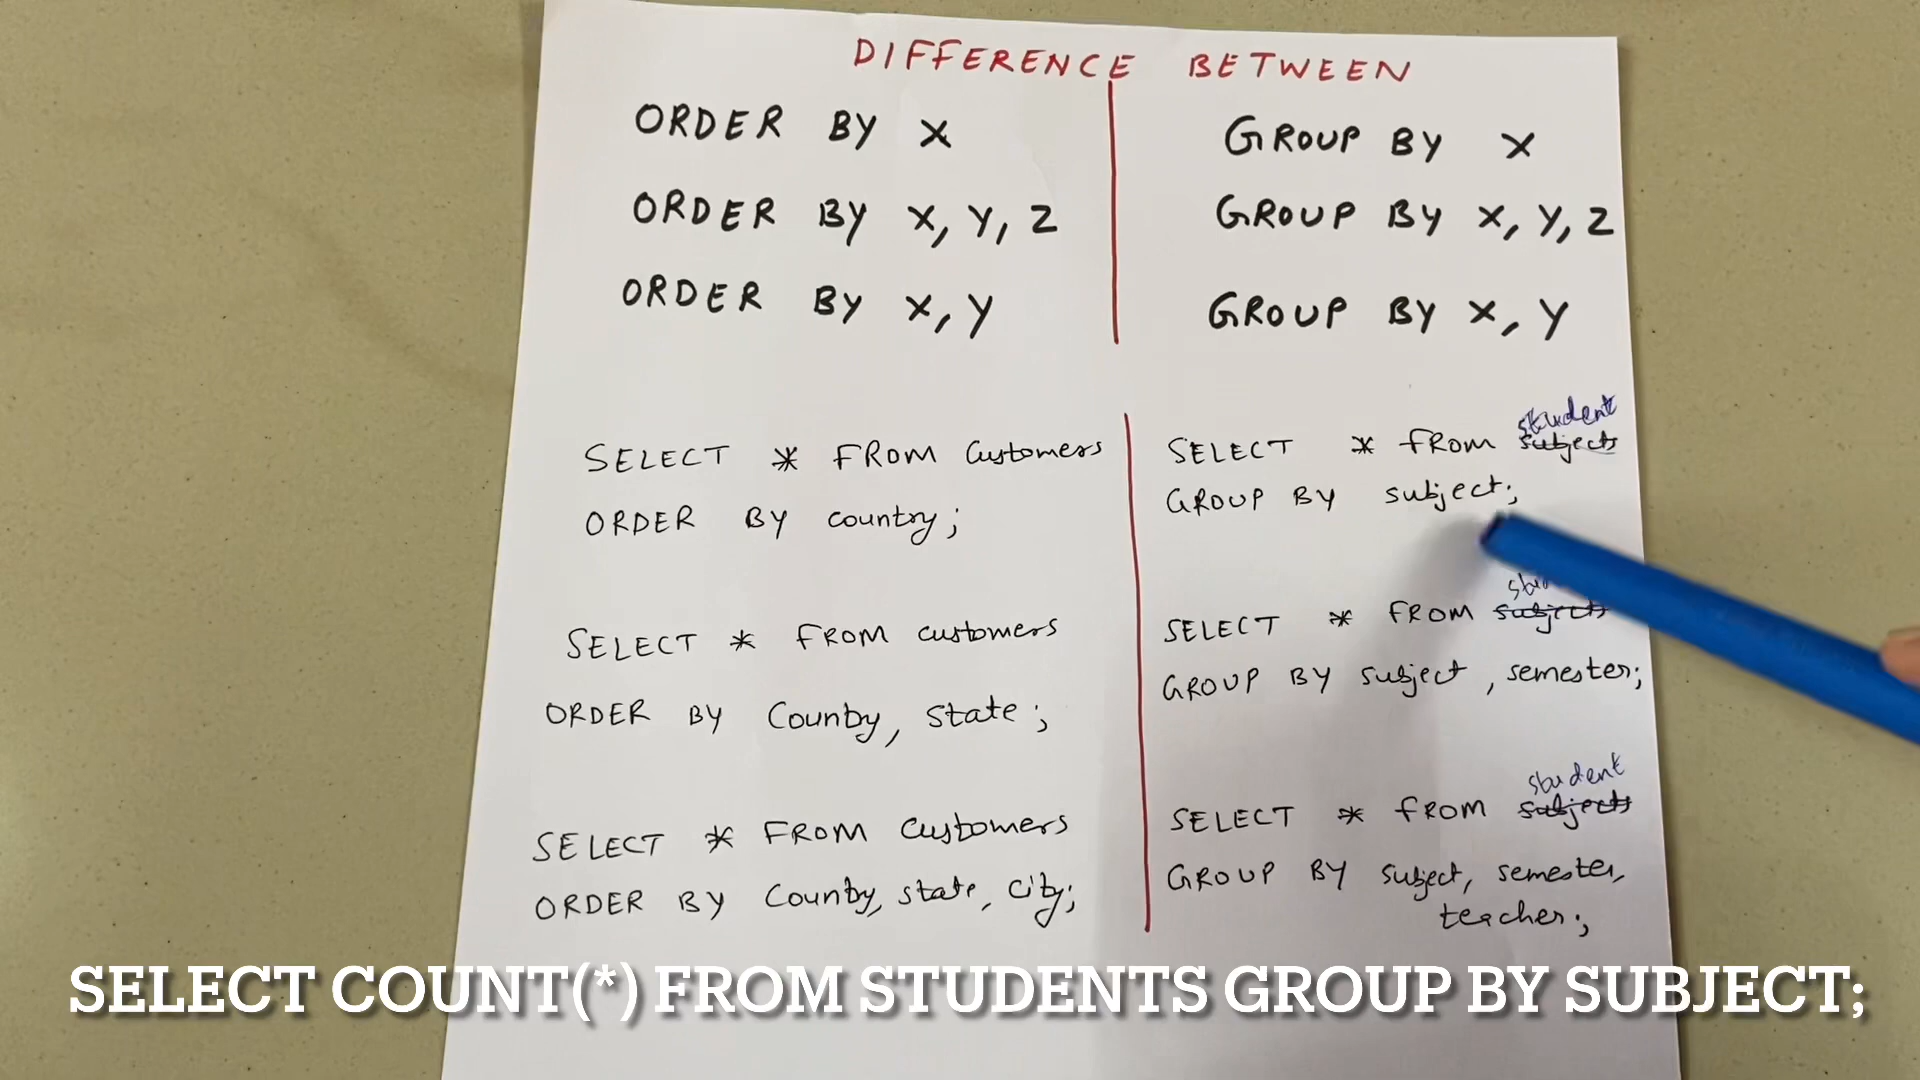 DIFFERENCE BETWEEN
ORDER BY X
ORDER BY X, Y, Z
ORDER BY X, Y
GROUP BY X
GROUP BY X, Y, Z
GROUP BY X, Y
SELECT * FROM Customers
ORDER BY country;
SELECT * FROM customers
ORDER BY Country, state;
SELECT * FROM Customers
ORDER BY Country, state, city;
student
SELECT * FROM subjects
GROUP BY subject;
SELECT * FROM subjects
GROUP BY subject, semester;
student
SELECT * FROM subjects
GROUP BY subject, semester,
teacher;
SELECT COUNT(*) FROM STUDENTS GROUP BY SUBJECT;